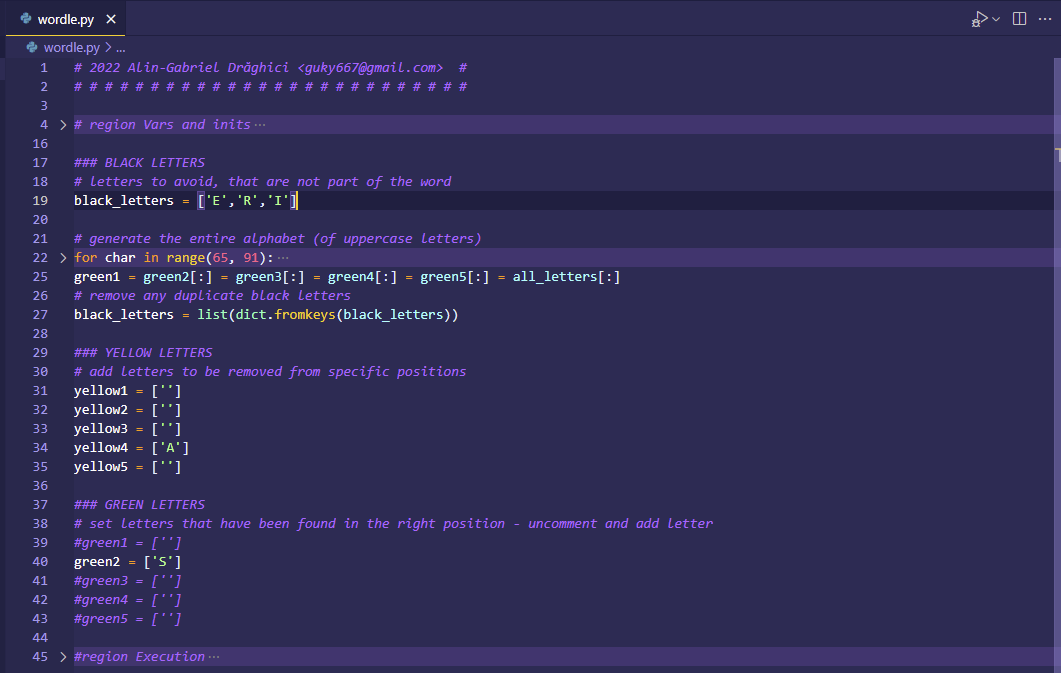 wordle.py
wordle.py > ...
1 # 2022 Alin-Gabriel Drăghici <guky667@gmail.com>  #
2 # # # # # # # # # # # # # # # # # # # # # # # # # #
3
4 # region Vars and inits ...
16
17 ### BLACK LETTERS
18 # letters to avoid, that are not part of the word
19 black_letters = ['E','R','I']
20
21 # generate the entire alphabet (of uppercase letters)
22 for char in range(65, 91): ...
25 green1 = green2[:] = green3[:] = green4[:] = green5[:] = all_letters[:]
26 # remove any duplicate black letters
27 black_letters = list(dict.fromkeys(black_letters))
28
29 ### YELLOW LETTERS
30 # add letters to be removed from specific positions
31 yellow1 = ['']
32 yellow2 = ['']
33 yellow3 = ['']
34 yellow4 = ['A']
35 yellow5 = ['']
36
37 ### GREEN LETTERS
38 # set letters that have been found in the right position - uncomment and add letter
39 #green1 = ['']
40 green2 = ['S']
41 #green3 = ['']
42 #green4 = ['']
43 #green5 = ['']
44
45 #region Execution ...